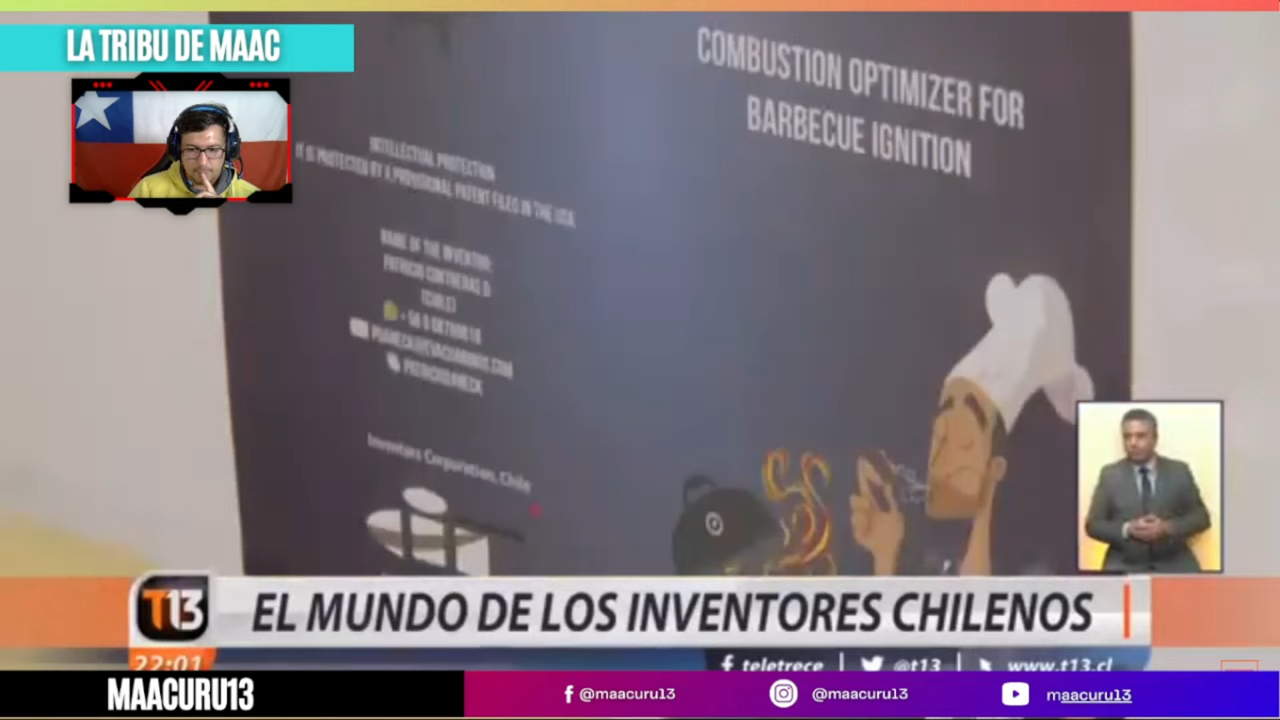 LA TRIBU DE MAAC
COMBUSTION OPTIMIZER FOR
BARBECUE IGNITION
INTELLECTUAL PROTECTION
IT IS PROTECTED BY A PROVISIONAL PATENT FILED IN THE USA
NAME OF THE INVENTOR:
PATRICIO
Inventors Corporation, Chile
T13
EL MUNDO DE LOS INVENTORES CHILENOS
22:01
teletrece | @t13 | www.t13.cl
MAACURU13
@maacuru13
@maacuru13
maacuru13